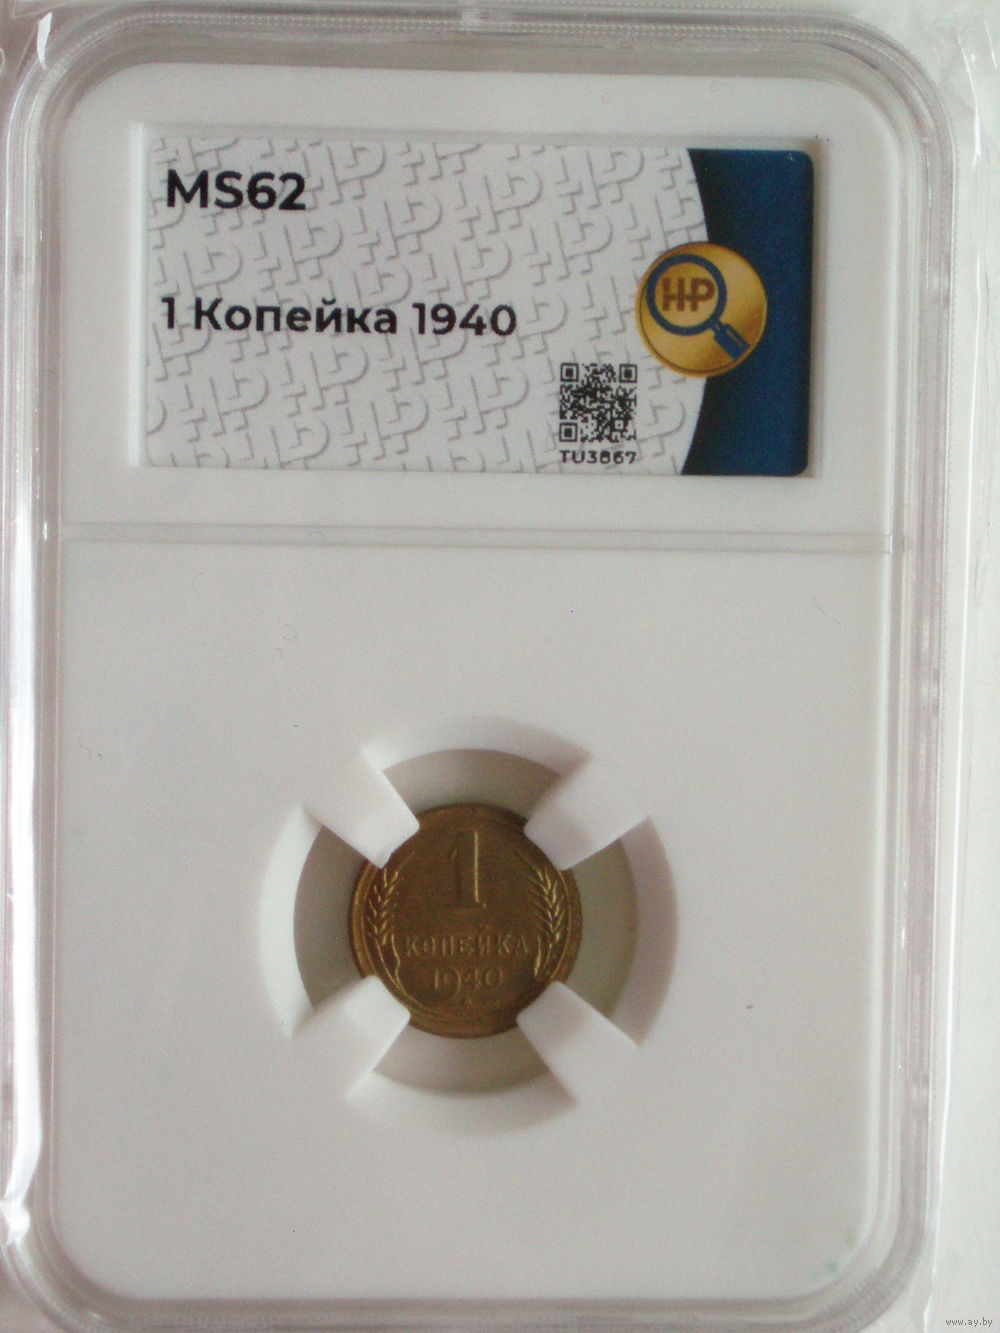 MS62
1 Копейка 1940
HP
TU3867
1
КОПЕЙКА
1940
www.ay.by